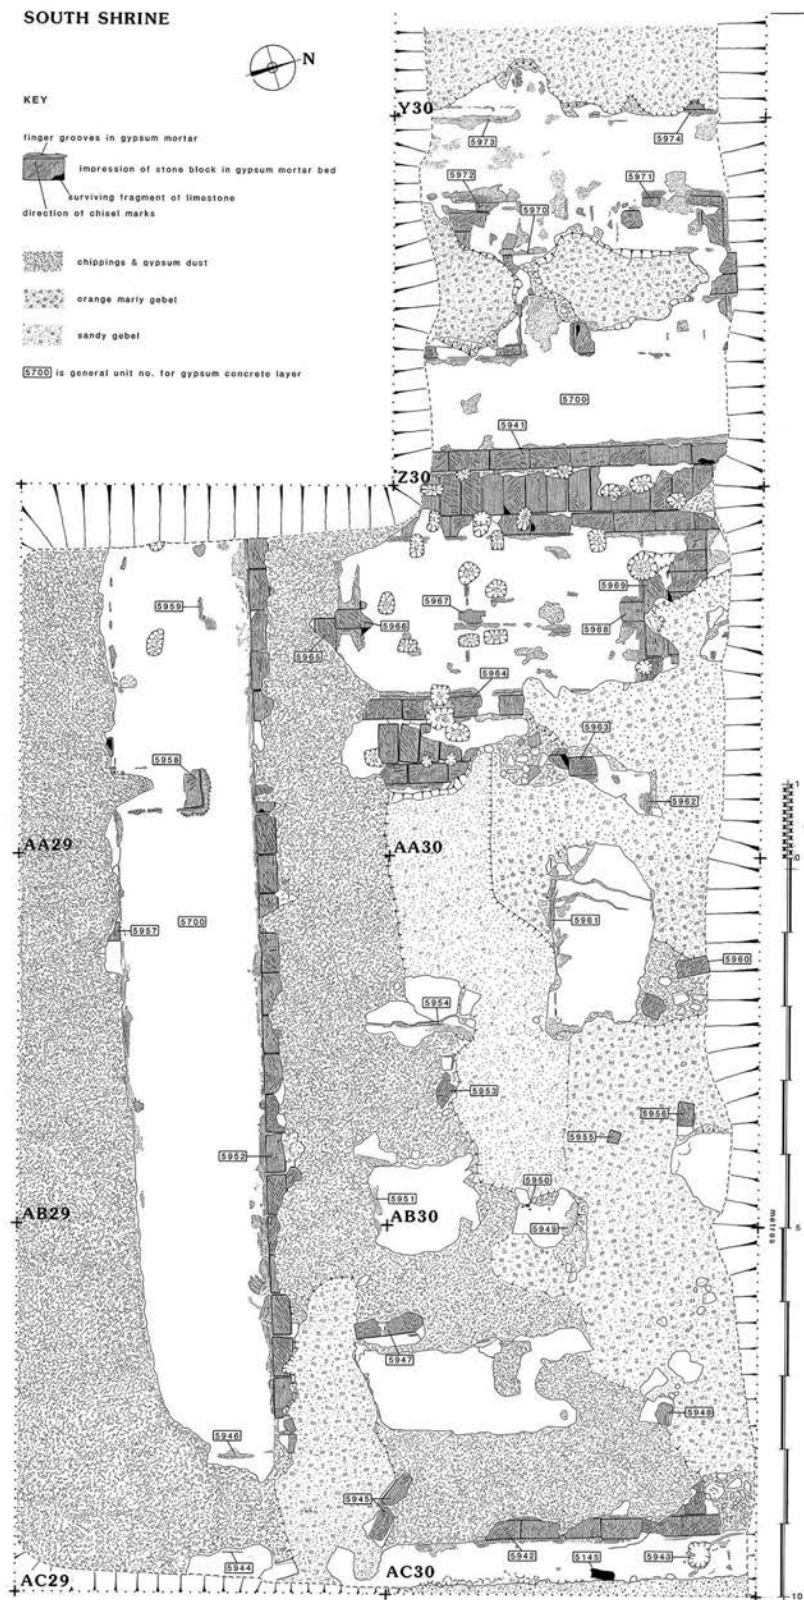 SOUTH SHRINE
N
KEY
finger grooves in gypsum mortar
impression of stone block in gypsum mortar bed
surviving fragment of limestone
direction of chisel marks
chippings & gypsum dust
orange marly gebel
sandy gebel
5700 is general unit no. for gypsum concrete layer
Y30
5973
5974
5972
5971
5970
5700
5941
Z30
5959
5969
5967
5966
5968
5965
5964
5963
5958
5962
1
AA29
AA30
0
5700
5961
5957
5960
5954
5953
5956
5955
5952
5950
5951
AB29
AB30
5949
metres
5
5947
5948
5946
5945
5942
5145
5943
5944
AC29
AC30
10